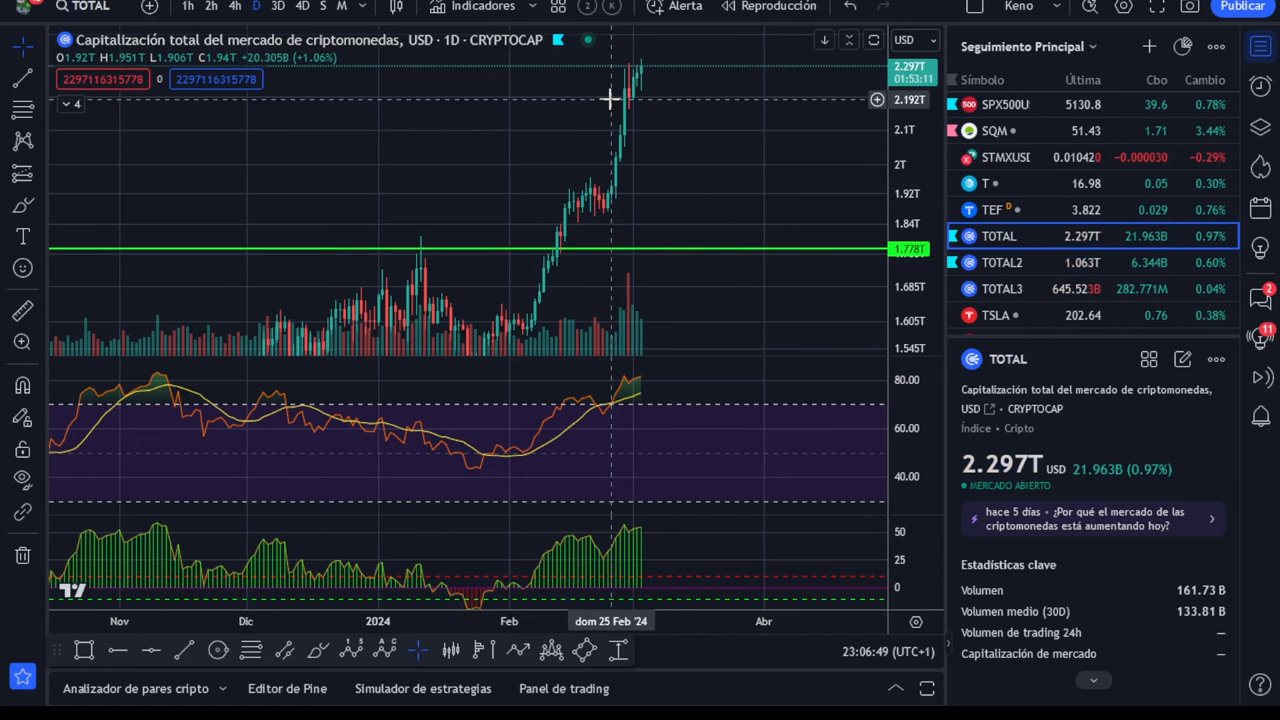 TOTAL
1h 2h 4h D 3D 4D S M
Indicadores
2 K
Alerta
Reproducción
Keno
Publicar
Capitalización total del mercado de criptomonedas, USD · 1D · CRYPTOCAP
O1.92T H1.951T L1.906T C1.94T +20.305B (+1.06%)
2297116315778 0 2297116315778
4
USD
2.297T
01:53:11
2.192T
2.1T
2T
1.92T
1.84T
1.778T
1.685T
1.605T
1.545T
80.00
60.00
40.00
50
25
0
Nov Dic 2024 Feb dom 25 Feb '24 Abr
23:06:49 (UTC+1)
Analizador de pares cripto Editor de Pine Simulador de estrategias Panel de trading
Seguimiento Principal
Símbolo Última Cbo Cambio
SPX500U 5130.8 39.6 0.78%
SQM 51.43 1.71 3.44%
STMXUSD 0.010420 -0.000030 -0.29%
T 16.98 0.05 0.30%
TEF D 3.822 0.029 0.76%
TOTAL 2.297T 21.963B 0.97%
TOTAL2 1.063T 6.344B 0.60%
TOTAL3 645.523B 282.771M 0.04%
TSLA 202.64 0.76 0.38%
2
11
TOTAL
Capitalización total del mercado de criptomonedas,
USD · CRYPTOCAP
Índice · Cripto
2.297T USD 21.963B (0.97%)
MERCADO ABIERTO
hace 5 días · ¿Por qué el mercado de las
criptomonedas está aumentando hoy?
Estadísticas clave
Volumen 161.73 B
Volumen medio (30D) 133.81 B
Volumen de trading 24h —
Capitalización de mercado —